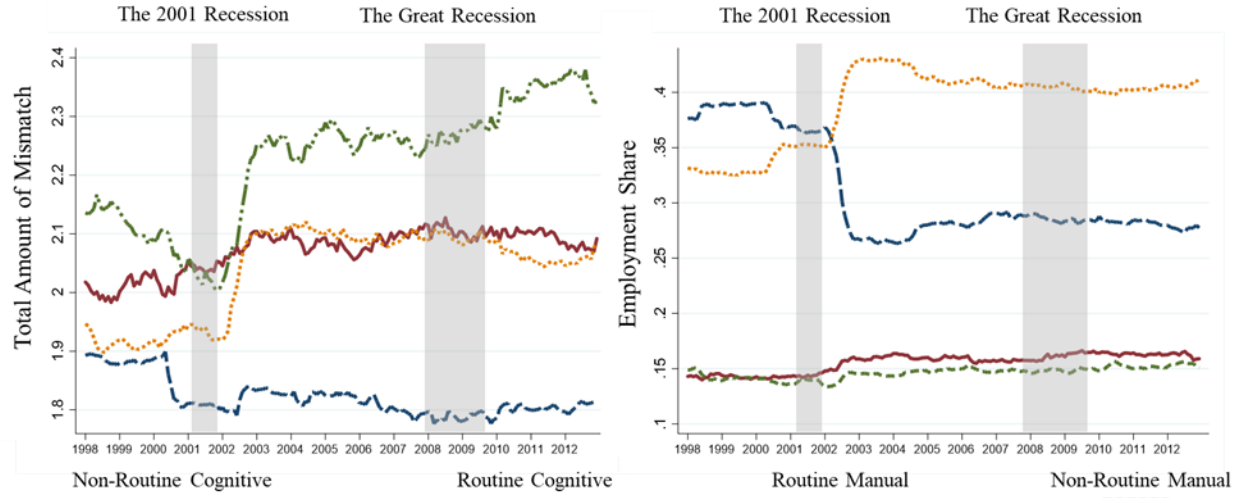 The 2001 Recession The Great Recession The 2001 Recession The Great Recession
Total Amount of Mismatch
2.4
2.3
2.2
2.1
2
1.9
1.8
1998 1999 2000 2001 2002 2003 2004 2005 2006 2007 2008 2009 2010 2011 2012
Employment Share
.4
.35
.3
.25
.2
.15
.1
1998 1999 2000 2001 2002 2003 2004 2005 2006 2007 2008 2009 2010 2011 2012
Non-Routine Cognitive Routine Cognitive Routine Manual Non-Routine Manual